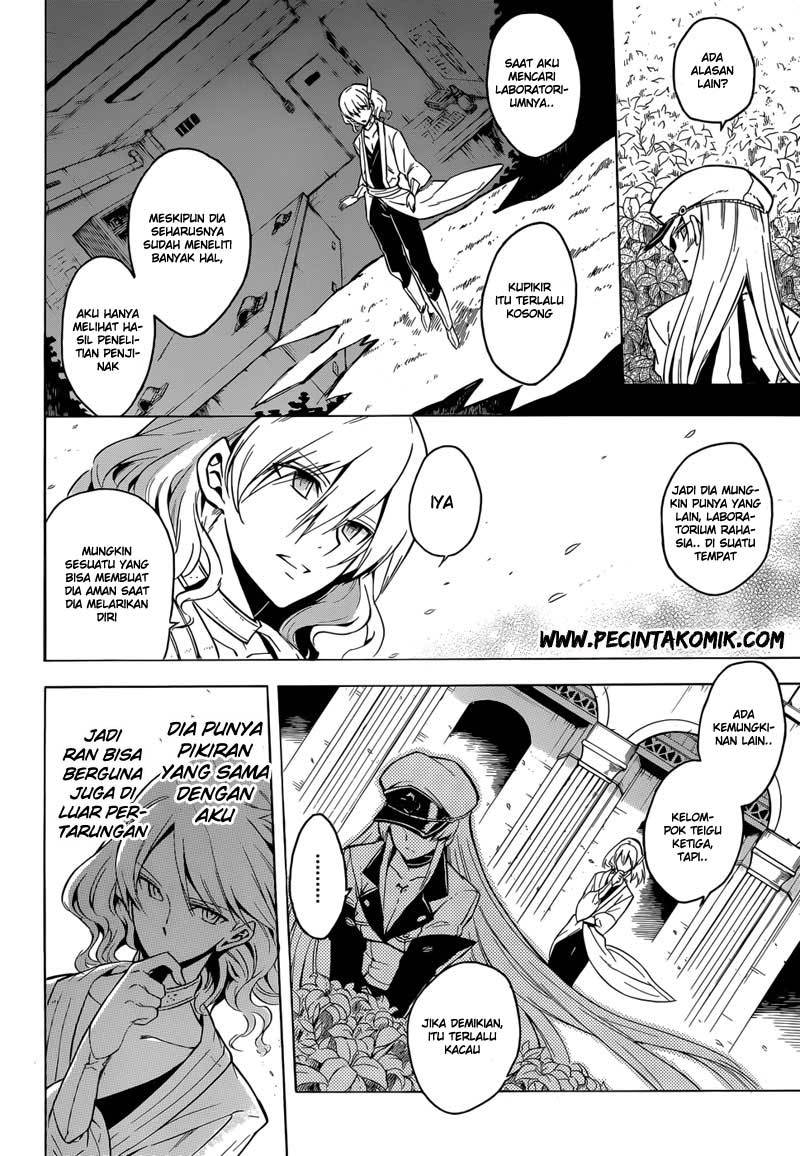 ADA
ALASAN
LAIN?
SAAT AKU
MENCARI
LABORATORI-
UMNYA..
KUPIKIR
ITU TERLALU
KOSONG
MESKIPUN DIA
SEHARUSNYA
SUDAH MENELITI
BANYAK HAL,
AKU HANYA
MELIHAT HA-
SIL PENELI-
TIAN PENJI-
NAK
JADI DIA MUNG-
KIN PUNYA YANG
LAIN, LABORA-
TORIUM RAHA-
SIA.. DI SUATU
TEMPAT
IYA
MUNGKIN
SESUATU YANG
BISA MEMBUAT
DIA AMAN SAAT
DIA MELARIKAN
DIRI
WWW.PECINTAKOMIK.COM
ADA
KEMUNGKI-
NAN LAIN..
KELOM-
POK TEIGU
KETIGA,
TAPI..
.........
JIKA DEMIKIAN,
ITU TERLALU
KACAU
DIA PUNYA
PIKIRAN
YANG SAMA
DENGAN
AKU
JADI
RAN BISA
BERGUNA
JUGA DI
LUAR PER-
TARUNGAN